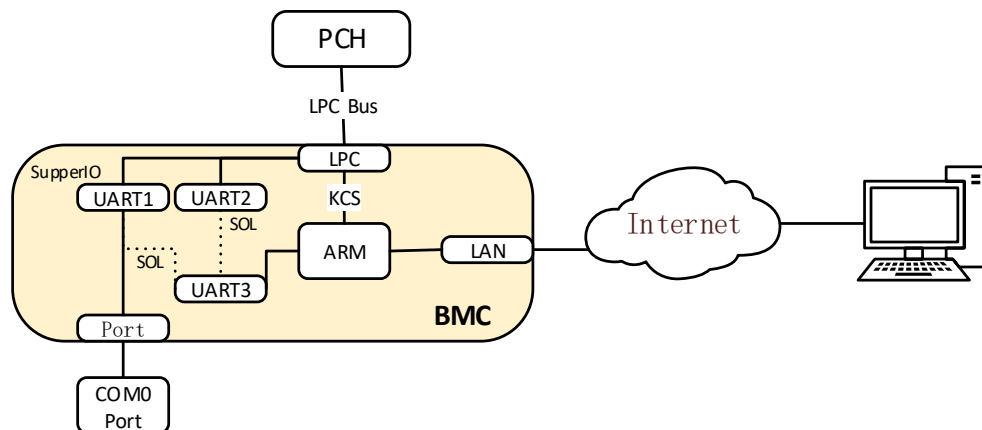 PCH
LPC Bus
LPC
SupperIO
UART1
UART2
KCS
SOL
SOL
ARM
LAN
UART3
BMC
Port
COM0
Port
Internet